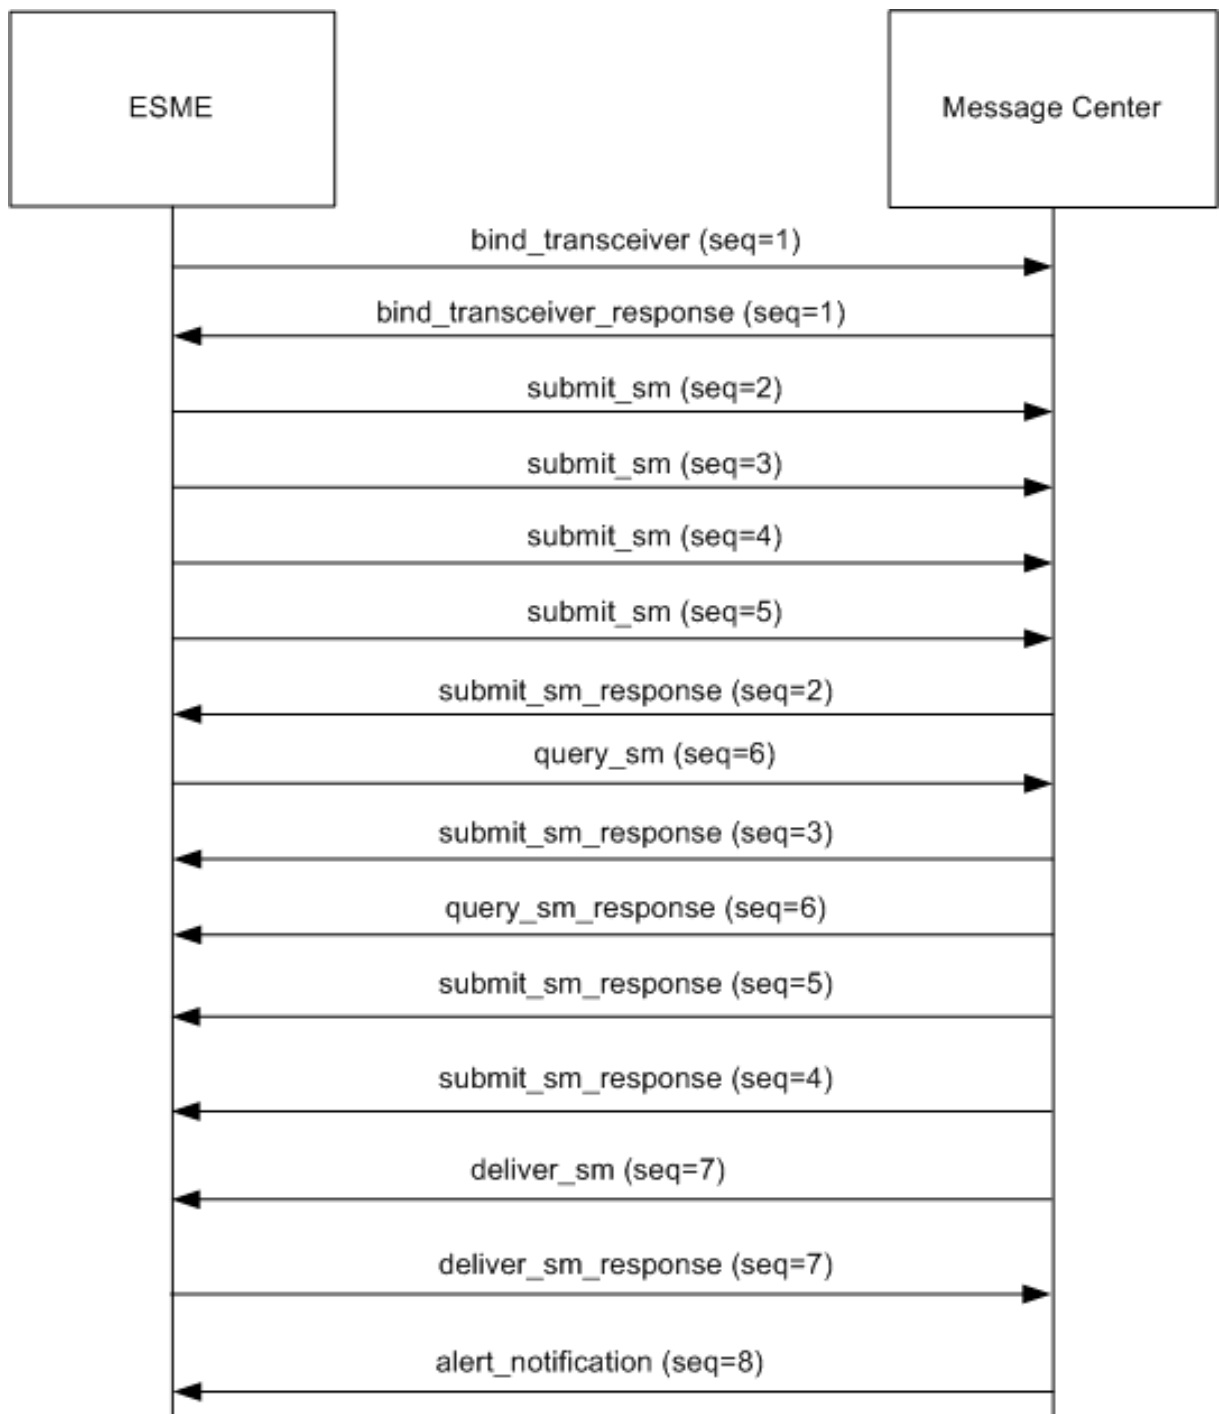 ESME
Message Center
bind_transceiver (seq=1)
bind_transceiver_response (seq=1)
submit_sm (seq=2)
submit_sm (seq=3)
submit_sm (seq=4)
submit_sm (seq=5)
submit_sm_response (seq=2)
query_sm (seq=6)
submit_sm_response (seq=3)
query_sm_response (seq=6)
submit_sm_response (seq=5)
submit_sm_response (seq=4)
deliver_sm (seq=7)
deliver_sm_response (seq=7)
alert_notification (seq=8)